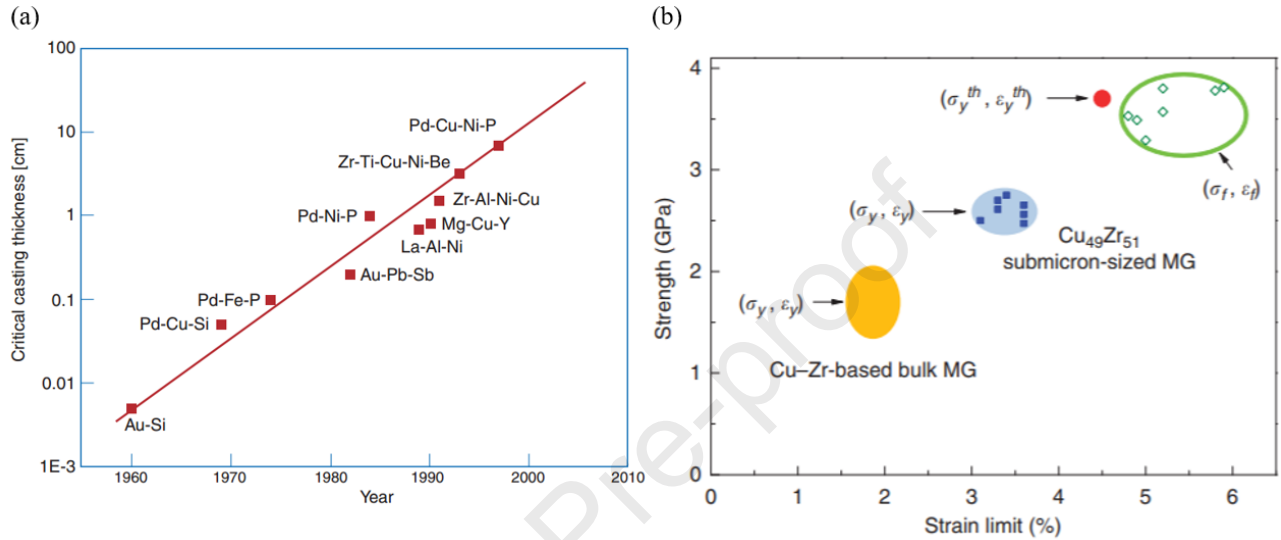 (a)
100
10
1
0.1
0.01
1E-3
Critical casting thickness [cm]
Pd-Cu-Ni-P
Zr-Ti-Cu-Ni-Be
Zr-Al-Ni-Cu
Pd-Ni-P
Mg-Cu-Y
La-Al-Ni
Au-Pb-Sb
Pd-Fe-P
Pd-Cu-Si
Au-Si
1960 1970 1980 1990 2000 2010
Year
(b)
4
3
2
1
0
Strength (GPa)
(σ_y^th, ε_y^th)
(σ_f, ε_f)
(σ_y, ε_y)
Cu₄₉Zr₅₁
submicron-sized MG
(σ_y, ε_y)
Cu–Zr-based bulk MG
0 1 2 3 4 5 6
Strain limit (%)
Pre-proof